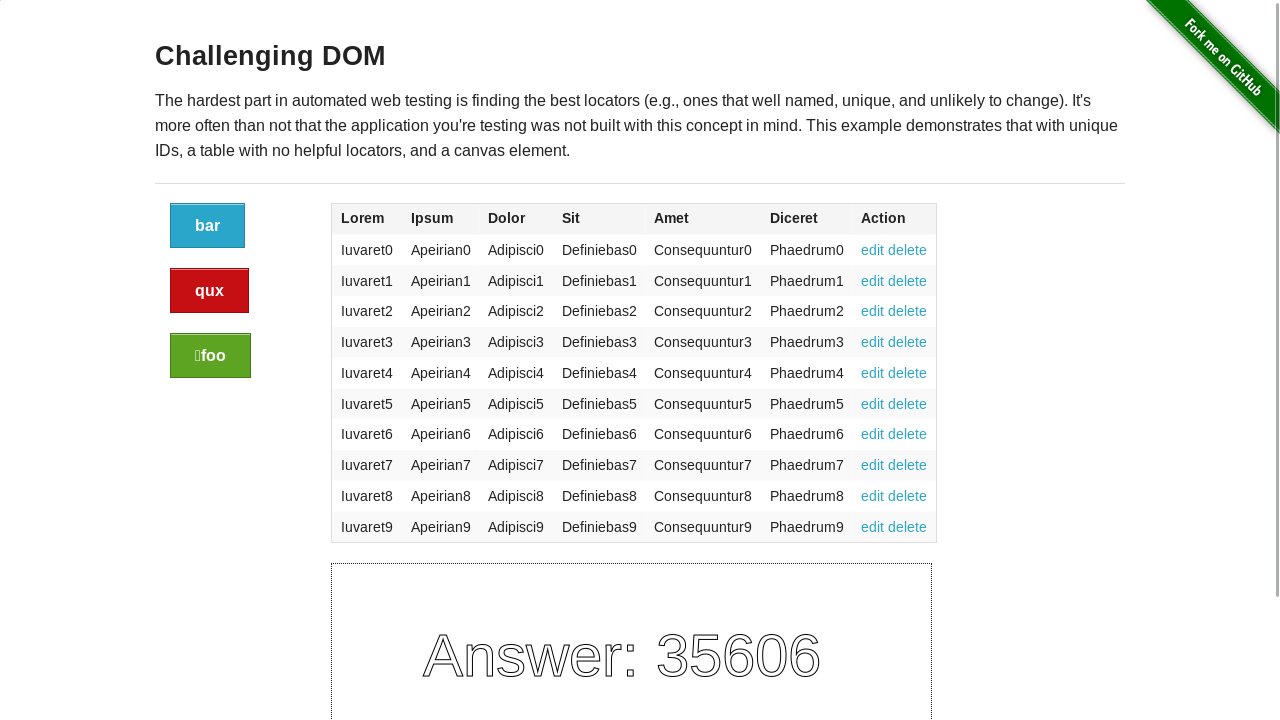 Fork me on GitHub
Challenging DOM
The hardest part in automated web testing is finding the best locators (e.g., ones that well named, unique, and unlikely to change). It's
more often than not that the application you're testing was not built with this concept in mind. This example demonstrates that with unique
IDs, a table with no helpful locators, and a canvas element.
bar
qux
foo
Lorem Ipsum Dolor Sit Amet Diceret Action
Iuvaret0 Apeirian0 Adipisci0 Definiebas0 Consequuntur0 Phaedrum0 edit delete
Iuvaret1 Apeirian1 Adipisci1 Definiebas1 Consequuntur1 Phaedrum1 edit delete
Iuvaret2 Apeirian2 Adipisci2 Definiebas2 Consequuntur2 Phaedrum2 edit delete
Iuvaret3 Apeirian3 Adipisci3 Definiebas3 Consequuntur3 Phaedrum3 edit delete
Iuvaret4 Apeirian4 Adipisci4 Definiebas4 Consequuntur4 Phaedrum4 edit delete
Iuvaret5 Apeirian5 Adipisci5 Definiebas5 Consequuntur5 Phaedrum5 edit delete
Iuvaret6 Apeirian6 Adipisci6 Definiebas6 Consequuntur6 Phaedrum6 edit delete
Iuvaret7 Apeirian7 Adipisci7 Definiebas7 Consequuntur7 Phaedrum7 edit delete
Iuvaret8 Apeirian8 Adipisci8 Definiebas8 Consequuntur8 Phaedrum8 edit delete
Iuvaret9 Apeirian9 Adipisci9 Definiebas9 Consequuntur9 Phaedrum9 edit delete
Answer: 35606